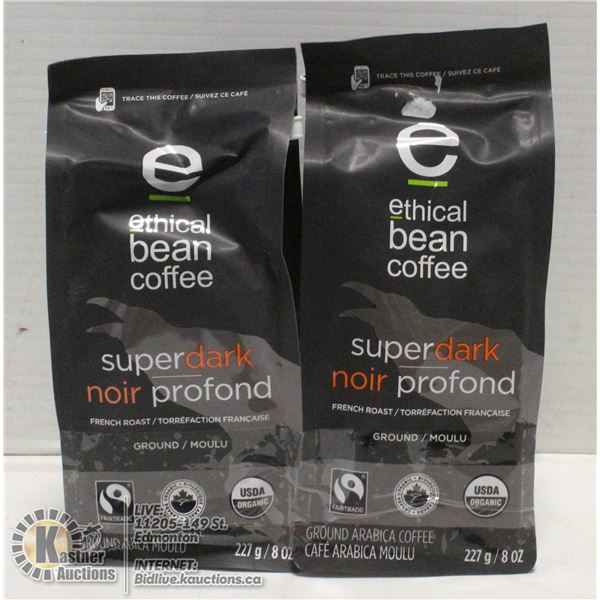 TRACE THIS COFFEE / SUIVEZ CE CAFÉ
e
ethical
bean
coffee
superdark
noir profond
FRENCH ROAST / TORRÉFACTION FRANÇAISE
GROUND / MOULU
FAIRTRADE
USDA
ORGANIC
227 g / 8 OZ
TRACE THIS COFFEE / SUIVEZ CE CAFÉ
e
ethical
bean
coffee
superdark
noir profond
FRENCH ROAST / TORRÉFACTION FRANÇAISE
GROUND / MOULU
FAIRTRADE
USDA
ORGANIC
GROUND ARABICA COFFEE
CAFÉ ARABICA MOULU
227 g / 8 OZ
Kastner
Auctions
LIVE:
11205-149 St.
Edmonton
INTERNET:
Bidlive.kauctions.ca